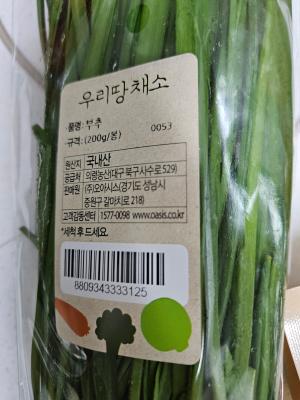 우리땅채소
·품명 : 부추
·규격 : (200g/봉) 0053
원산지 국내산
공급처 의령농산(대구 북구사수로529)
판매원 (주)오아시스(경기도 성남시
중원구 갈마치로 218)
고객감동센터 1577-0098 www.oasis.co.kr
*세척 후 드세요.
8809343333125